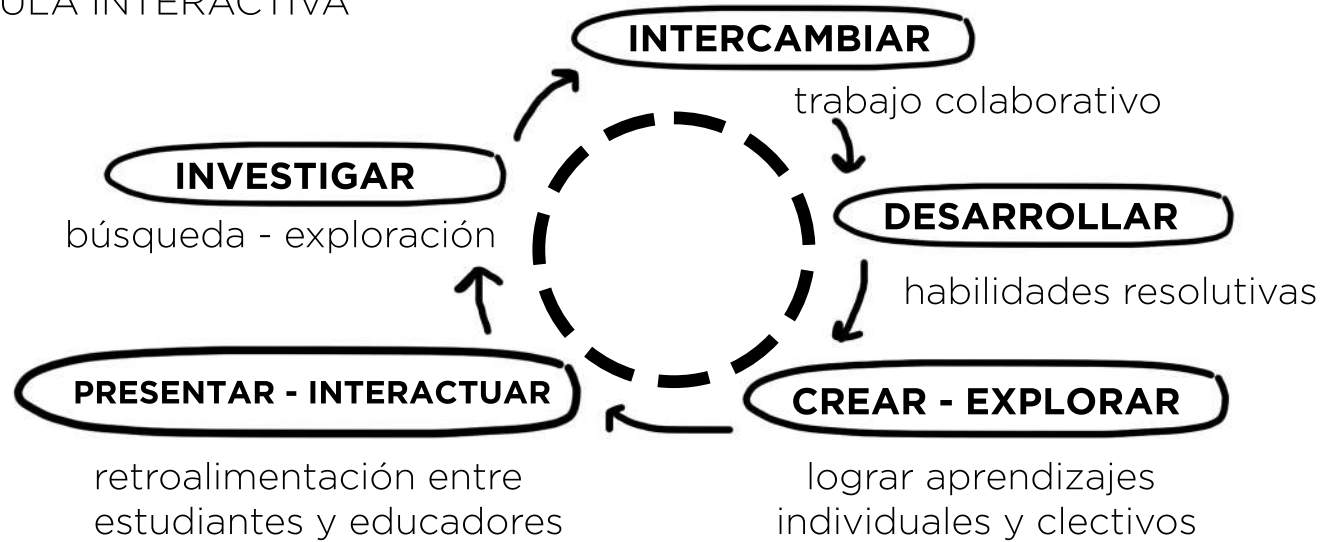 ULA INTERACTIVA
INTERCAMBIAR
trabajo colaborativo
DESARROLLAR
habilidades resolutivas
CREAR - EXPLORAR
lograr aprendizajes
individuales y clectivos
PRESENTAR - INTERACTUAR
retroalimentación entre
estudiantes y educadores
INVESTIGAR
búsqueda - exploración